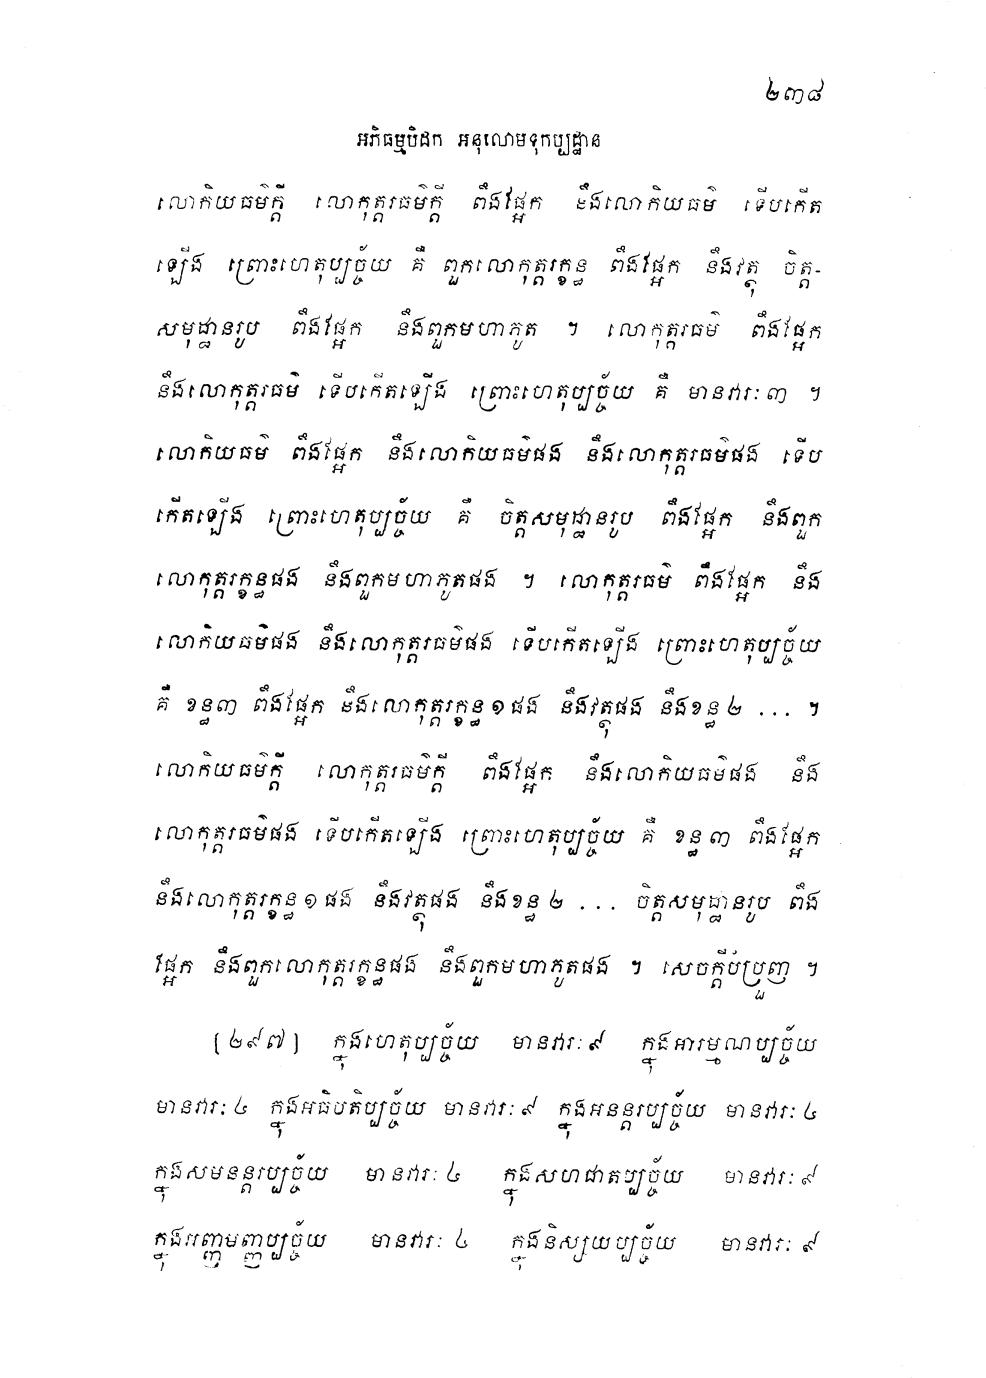 ២៣៨
អភិធម្មបិដក អនុលោមទុកប្បដ្ឋាន
លោកិយធម៌ក្តី លោកុត្តរធម៌ក្តី ពឹងផ្អែក នឹងលោកិយធម៌ ទើបកើត
ឡើង ព្រោះហេតុប្បច្ច័យ គឺ ពួកលោកុត្តរក្ខន្ធ ពឹងផ្អែក នឹងវត្ថុ ចិត្ត-
សមុដ្ឋានរូប ពឹងផ្អែក នឹងពួកមហាភូត ។ លោកុត្តរធម៌ ពឹងផ្អែក
នឹងលោកុត្តរធម៌ ទើបកើតឡើង ព្រោះហេតុប្បច្ច័យ គឺ មានវារៈ ៣ ។
លោកិយធម៌ ពឹងផ្អែក នឹងលោកិយធម៌ផង នឹងលោកុត្តរធម៌ផង ទើប
កើតឡើង ព្រោះហេតុប្បច្ច័យ គឺ ចិត្តសមុដ្ឋានរូប ពឹងផ្អែក នឹងពួក
លោកុត្តរក្ខន្ធផង នឹងពួកមហាភូតផង ។ លោកុត្តរធម៌ ពឹងផ្អែក នឹង
លោកិយធម៌ផង នឹងលោកុត្តរធម៌ផង ទើបកើតឡើង ព្រោះហេតុប្បច្ច័យ
គឺ ខន្ធ៣ ពឹងផ្អែក នឹងលោកុត្តរក្ខន្ធ ១ ផង នឹងវត្ថុផង នឹងខន្ធ ២ ... ។
លោកិយធម៌ក្តី លោកុត្តរធម៌ក្តី ពឹងផ្អែក នឹងលោកិយធម៌ផង នឹង
លោកុត្តរធម៌ផង ទើបកើតឡើង ព្រោះហេតុប្បច្ច័យ គឺ ខន្ធ ៣ ពឹងផ្អែក
នឹងលោកុត្តរក្ខន្ធ ១ ផង នឹងវត្ថុផង នឹងខន្ធ ២ ... ចិត្តសមុដ្ឋានរូប ពឹង
ផ្អែក នឹងពួកលោកុត្តរក្ខន្ធផង នឹងពួកមហាភូតផង ។ សេចក្តីបំប្រួញ ។
[២៩៧] ក្នុងហេតុប្បច្ច័យ មានវារៈ ៩ ក្នុងអារម្មណប្បច្ច័យ
មានវារៈ ៤ ក្នុងអធិបតិប្បច្ច័យ មានវារៈ ៩ ក្នុងអនន្តរប្បច្ច័យ មានវារៈ ៤
ក្នុងសមនន្តរប្បច្ច័យ មានវារៈ ៤ ក្នុងសហជាតប្បច្ច័យ មានវារៈ ៩
ក្នុងអញ្ញមញ្ញប្បច្ច័យ មានវារៈ ៤ ក្នុងនិស្សយប្បច្ច័យ មានវារៈ ៩